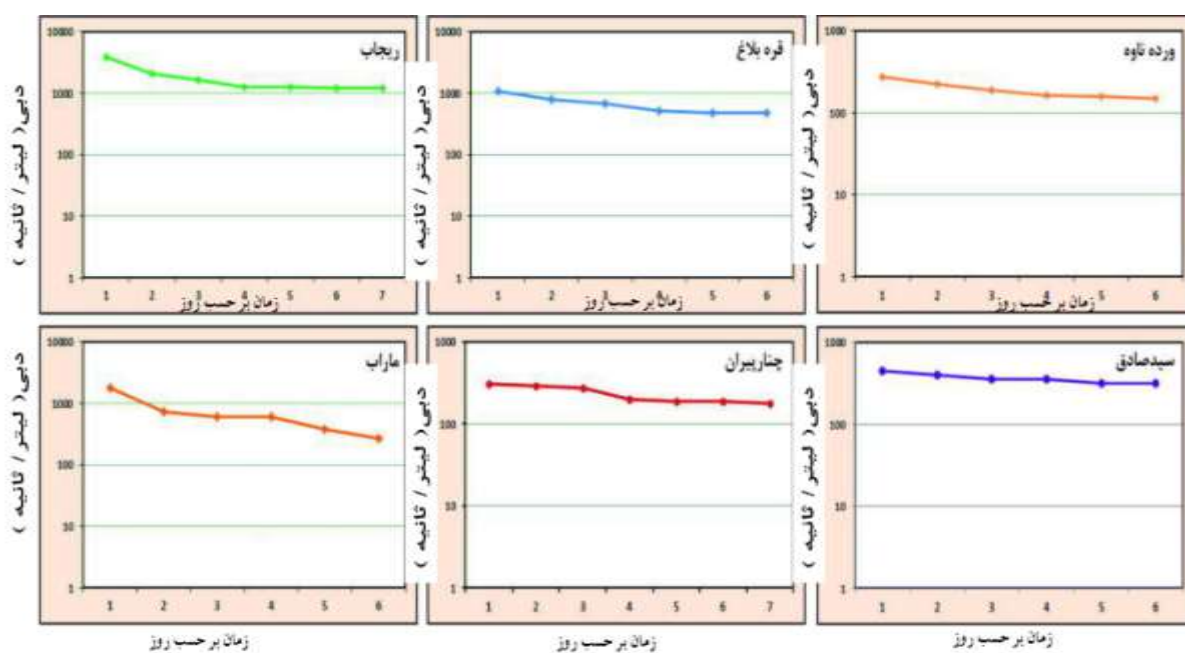 ریجاب
دبی( لیتر / ثانیه )
10000
1000
100
10
1
1 2 3 4 5 6 7
زمان بر حسب روز
قره بلاغ
دبی( لیتر / ثانیه )
10000
1000
100
10
1
1 2 3 4 5 6
زمان بر حسب روز
ورده ناوه
دبی( لیتر / ثانیه )
1000
100
10
1
1 2 3 4 5 6
زمان بر حسب روز
ماراب
دبی( لیتر / ثانیه )
10000
1000
100
10
1
1 2 3 4 5 6
زمان بر حسب روز
چنارپیران
دبی( لیتر / ثانیه )
1000
100
10
1
1 2 3 4 5 6 7
زمان بر حسب روز
سیدصادق
دبی( لیتر / ثانیه )
1000
100
10
1
1 2 3 4 5 6
زمان بر حسب روز